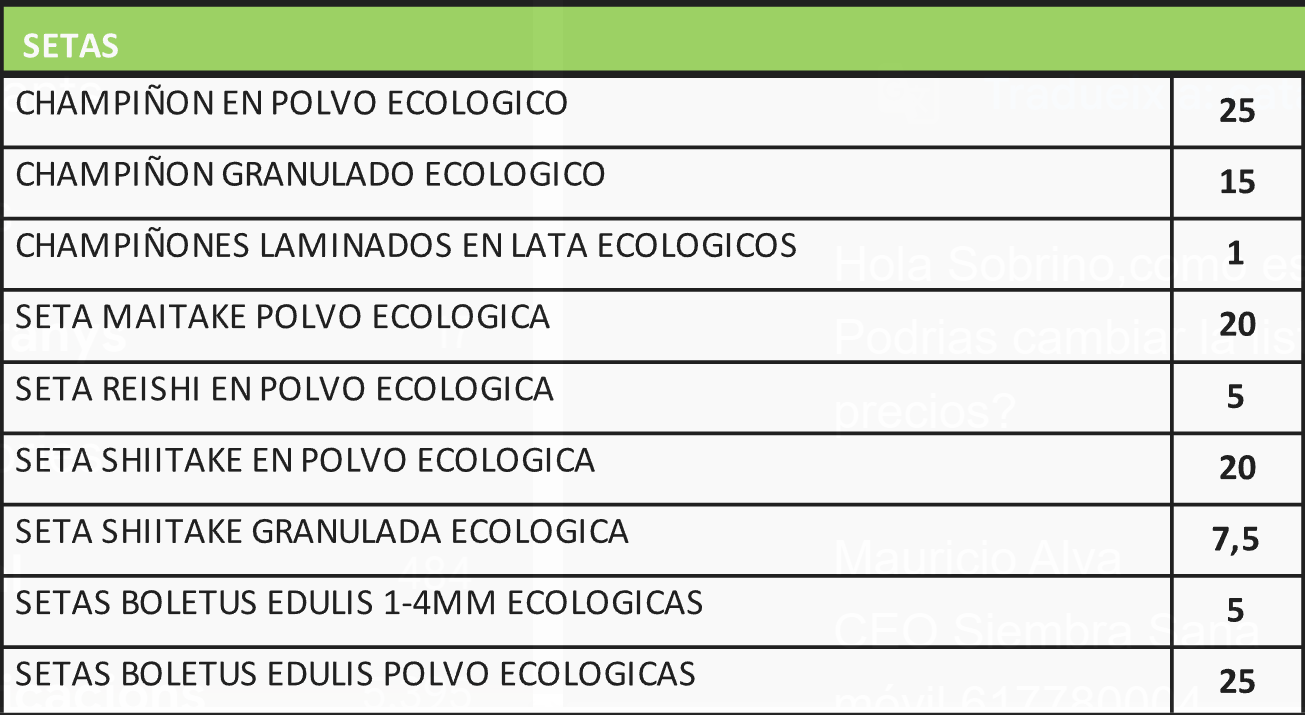 SETAS
CHAMPIÑON EN POLVO ECOLOGICO 25
CHAMPIÑON GRANULADO ECOLOGICO 15
CHAMPIÑONES LAMINADOS EN LATA ECOLOGICOS 1
Hola Sobrino,como es
SETA MAITAKE POLVO ECOLOGICA 20
Podrias cambiar la lis
SETA REISHI EN POLVO ECOLOGICA 5
precios?
SETA SHIITAKE EN POLVO ECOLOGICA 20
SETA SHIITAKE GRANULADA ECOLOGICA 7,5
Mauricio Alva
SETAS BOLETUS EDULIS 1-4MM ECOLOGICAS 5
CEO Siembra Sana
SETAS BOLETUS EDULIS POLVO ECOLOGICAS 25